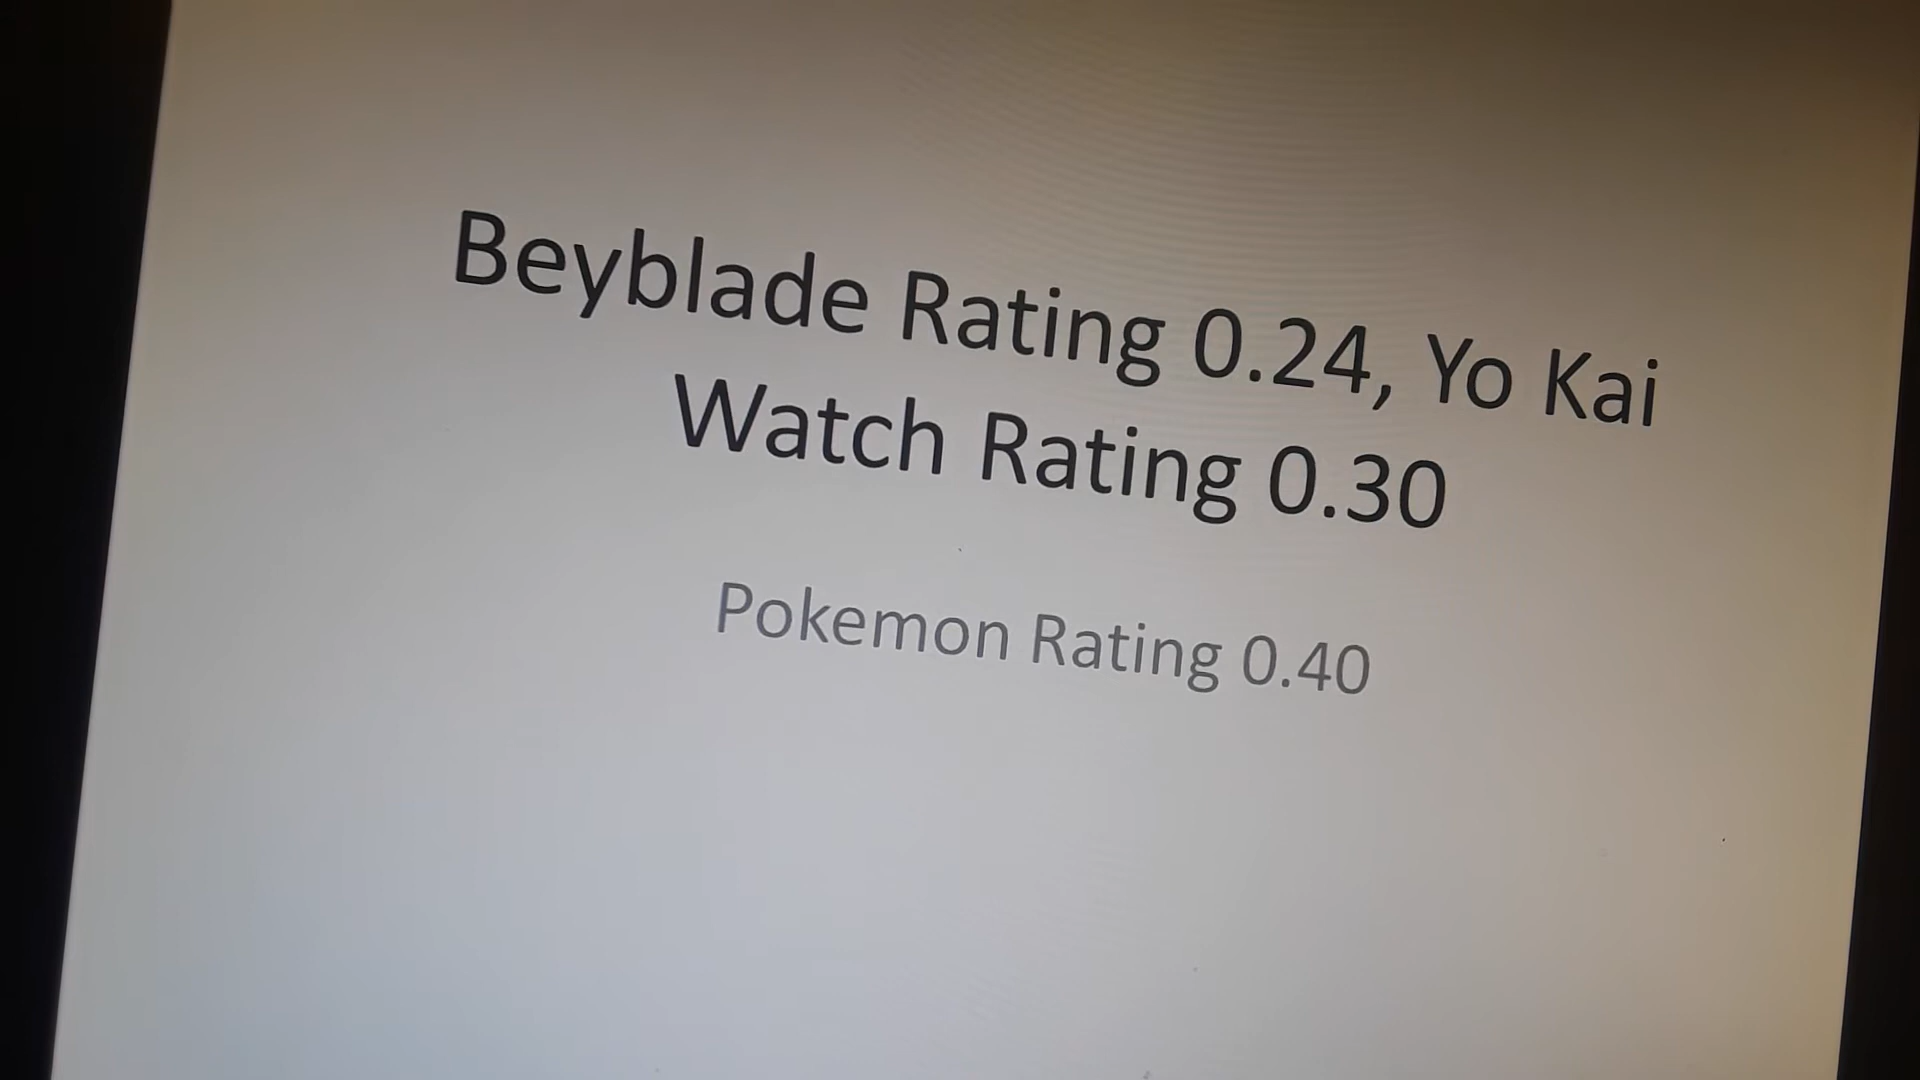 Beyblade Rating 0.24, Yo Kai
Watch Rating 0.30
Pokemon Rating 0.40